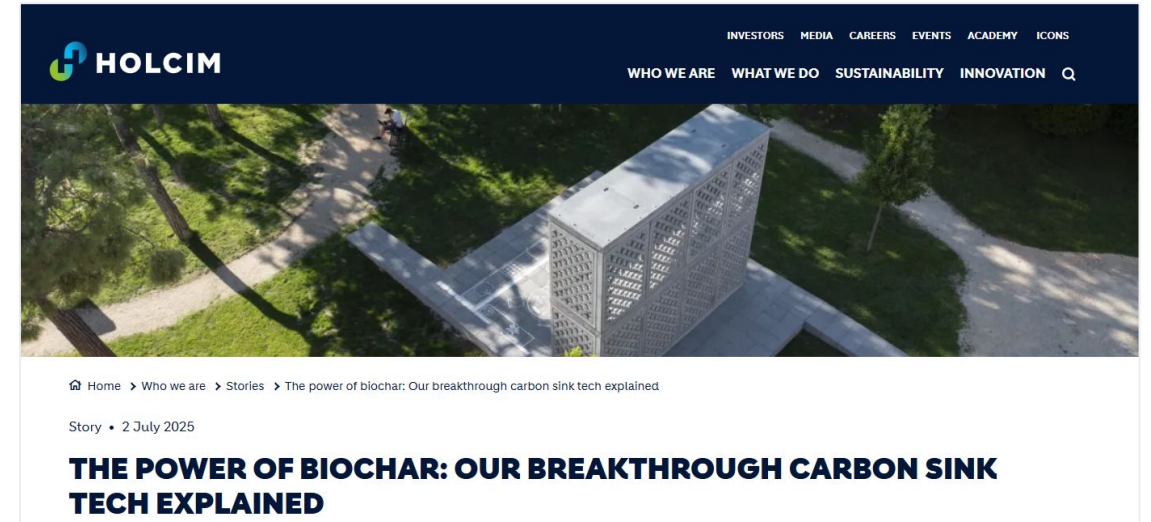 INVESTORS MEDIA CAREERS EVENTS ACADEMY ICONS
HOLCIM
WHO WE ARE WHAT WE DO SUSTAINABILITY INNOVATION
Home > Who we are > Stories > The power of biochar: Our breakthrough carbon sink tech explained
Story • 2 July 2025
THE POWER OF BIOCHAR: OUR BREAKTHROUGH CARBON SINK
TECH EXPLAINED